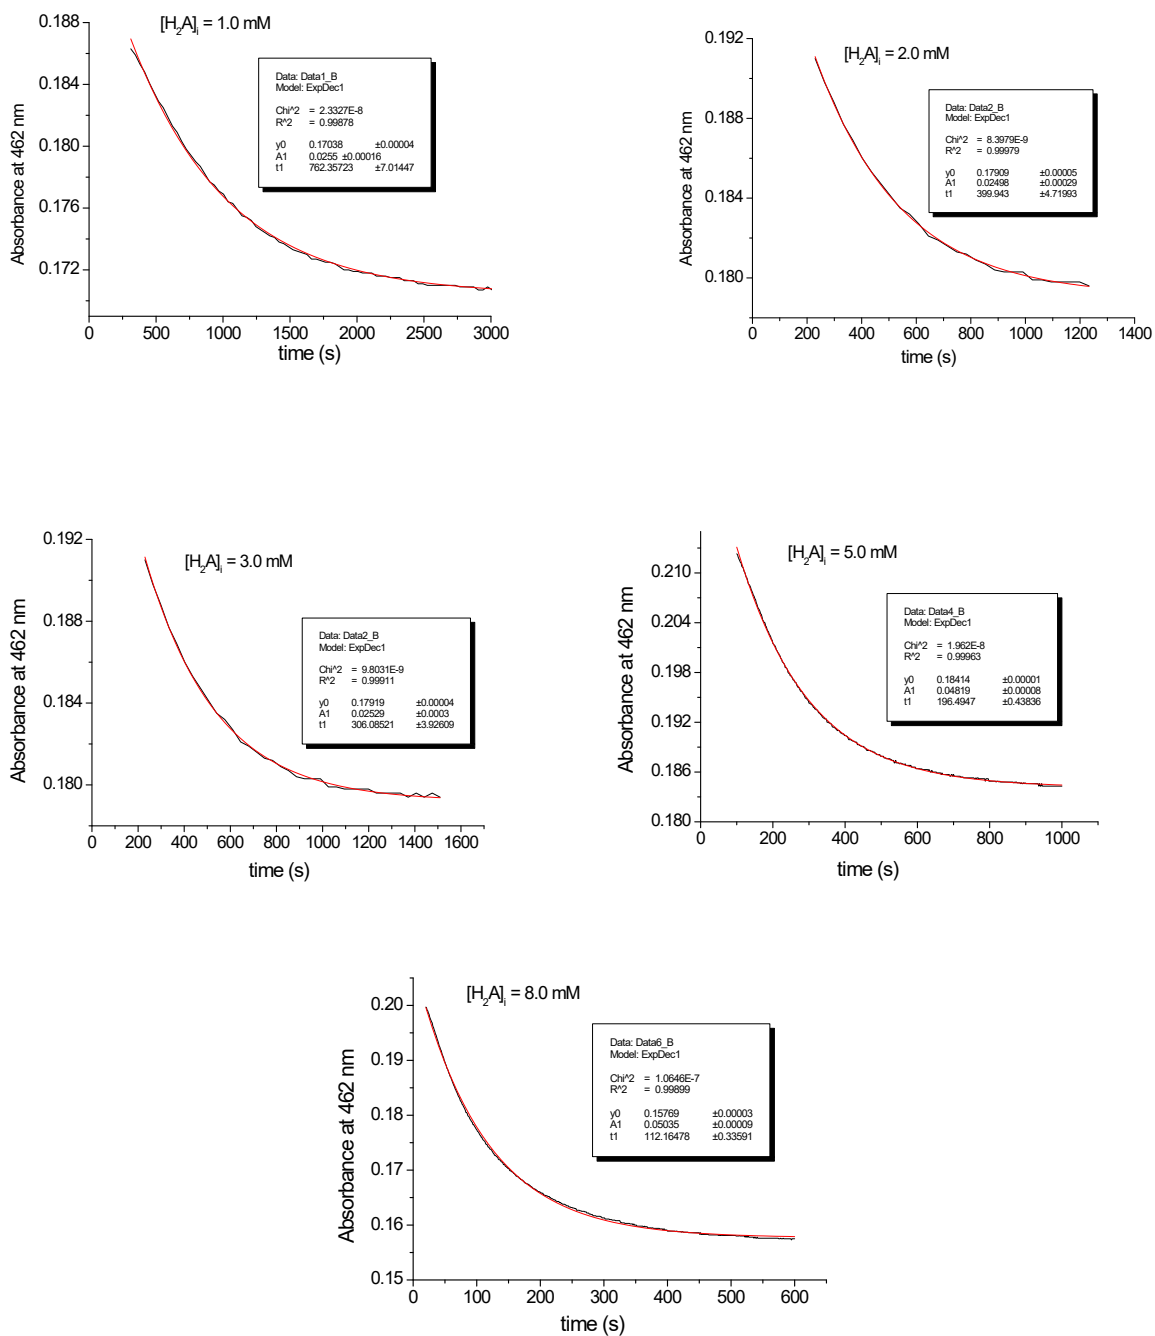 [H2A]i = 1.0 mM
Absorbance at 462 nm
0.188
0.184
0.180
0.176
0.172
Data: Data1_B
Model: ExpDec1
Chi^2 = 2.3327E-8
R^2 = 0.99878
y0 0.17038 ±0.00004
A1 0.0255 ±0.00016
t1 762.35723 ±7.01447
0 500 1000 1500 2000 2500 3000
time (s)
[H2A]i = 2.0 mM
Absorbance at 462 nm
0.192
0.188
0.184
0.180
Data: Data2_B
Model: ExpDec1
Chi^2 = 8.3979E-9
R^2 = 0.99979
y0 0.17909 ±0.00005
A1 0.02498 ±0.00029
t1 399.943 ±4.71993
0 200 400 600 800 1000 1200 1400
time (s)
[H2A]i = 3.0 mM
Absorbance at 462 nm
0.192
0.188
0.184
0.180
Data: Data2_B
Model: ExpDec1
Chi^2 = 9.8031E-9
R^2 = 0.99911
y0 0.17919 ±0.00004
A1 0.02529 ±0.0003
t1 306.08521 ±3.92609
0 200 400 600 800 1000 1200 1400 1600
time (s)
[H2A]i = 5.0 mM
Absorbance at 462 nm
0.210
0.204
0.198
0.192
0.186
0.180
Data: Data4_B
Model: ExpDec1
Chi^2 = 1.962E-8
R^2 = 0.99963
y0 0.18414 ±0.00001
A1 0.04819 ±0.00008
t1 196.4947 ±0.43836
0 200 400 600 800 1000
time (s)
[H2A]i = 8.0 mM
Absorbance at 462 nm
0.20
0.19
0.18
0.17
0.16
0.15
Data: Data6_B
Model: ExpDec1
Chi^2 = 1.0646E-7
R^2 = 0.99899
y0 0.15769 ±0.00003
A1 0.05035 ±0.00009
t1 112.16478 ±0.33591
0 100 200 300 400 500 600
time (s)